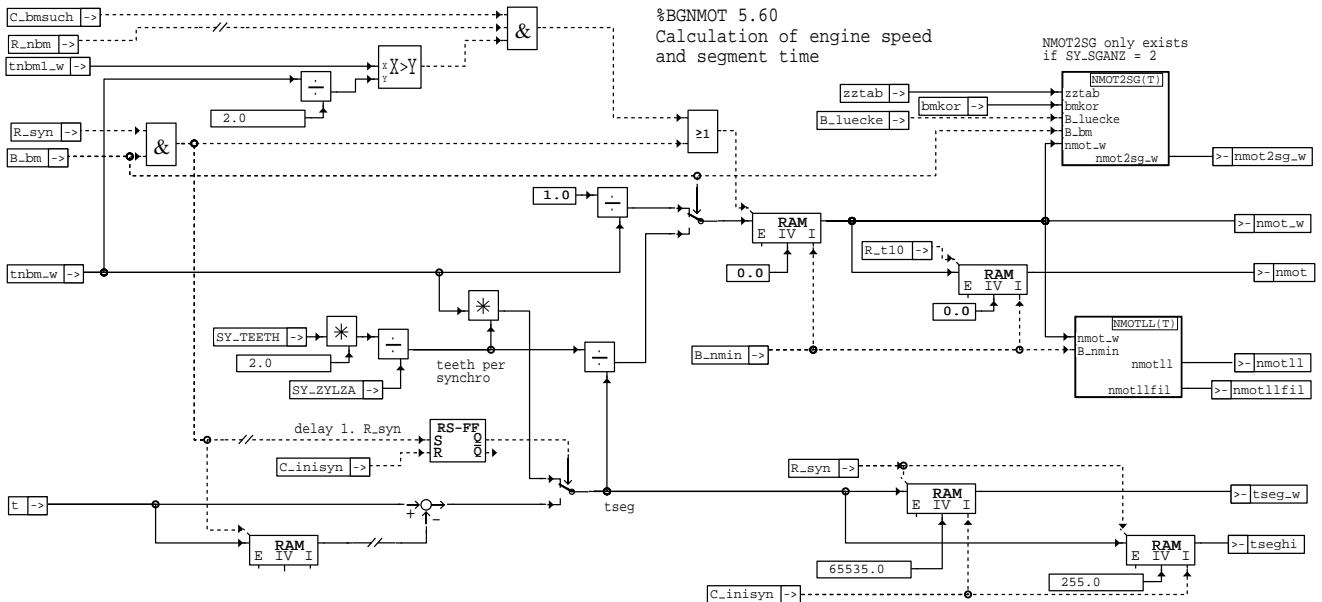 %BGNMOT 5.60
Calculation of engine speed
and segment time
C_bmsuch ->
R_nbm ->
tnbm1_w ->
X X>Y
Y
÷
2.0
&
R_syn ->
B_bm ->
&
≥1
NMOT2SG only exists
if SY_SGANZ = 2
NMOT2SG(T)
zztab ->
bmkor ->
B_luecke ->
zztab
bmkor
B_luecke
B_bm
nmot_w
nmot2sg_w
>- nmot2sg_w
1.0
÷
RAM
E IV I
0.0
>- nmot_w
tnbm_w ->
R_t10 ->
RAM
E IV I
0.0
>- nmot
SY_TEETH ->
*
2.0
÷
SY_ZYLZA ->
*
teeth per
synchro
÷
B_nmin ->
NMOTLL(T)
nmot_w
B_nmin
nmotll
nmotllfil
>- nmotll
>- nmotllfil
delay 1. R_syn
RS-FF
S Q
R Q
C_inisyn ->
t ->
+
−
tseg
RAM
E IV I
R_syn ->
RAM
E IV I
65535.0
>- tseg_w
RAM
E IV I
255.0
>- tseghi
C_inisyn ->